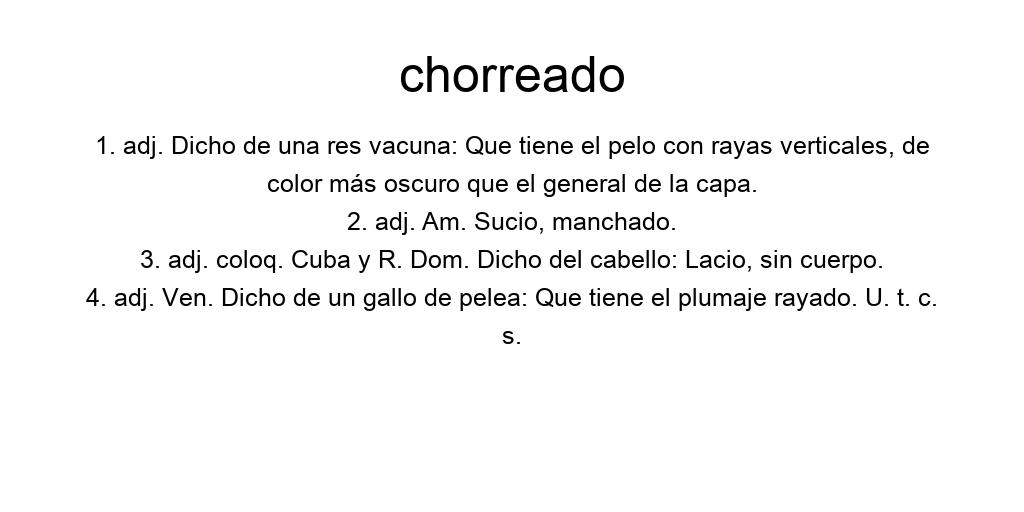 chorreado
1. adj. Dicho de una res vacuna: Que tiene el pelo con rayas verticales, de
color más oscuro que el general de la capa.
2. adj. Am. Sucio, manchado.
3. adj. coloq. Cuba y R. Dom. Dicho del cabello: Lacio, sin cuerpo.
4. adj. Ven. Dicho de un gallo de pelea: Que tiene el plumaje rayado. U. t. c.
s.